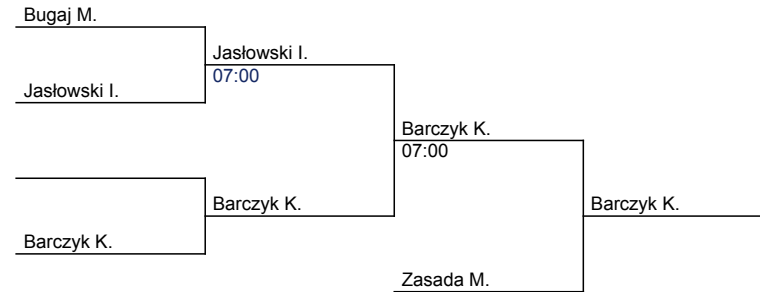 Bugaj M.
Jasłowski I.
07:00
Jasłowski I.
Barczyk K.
07:00
Barczyk K.
Barczyk K.
Barczyk K.
Zasada M.